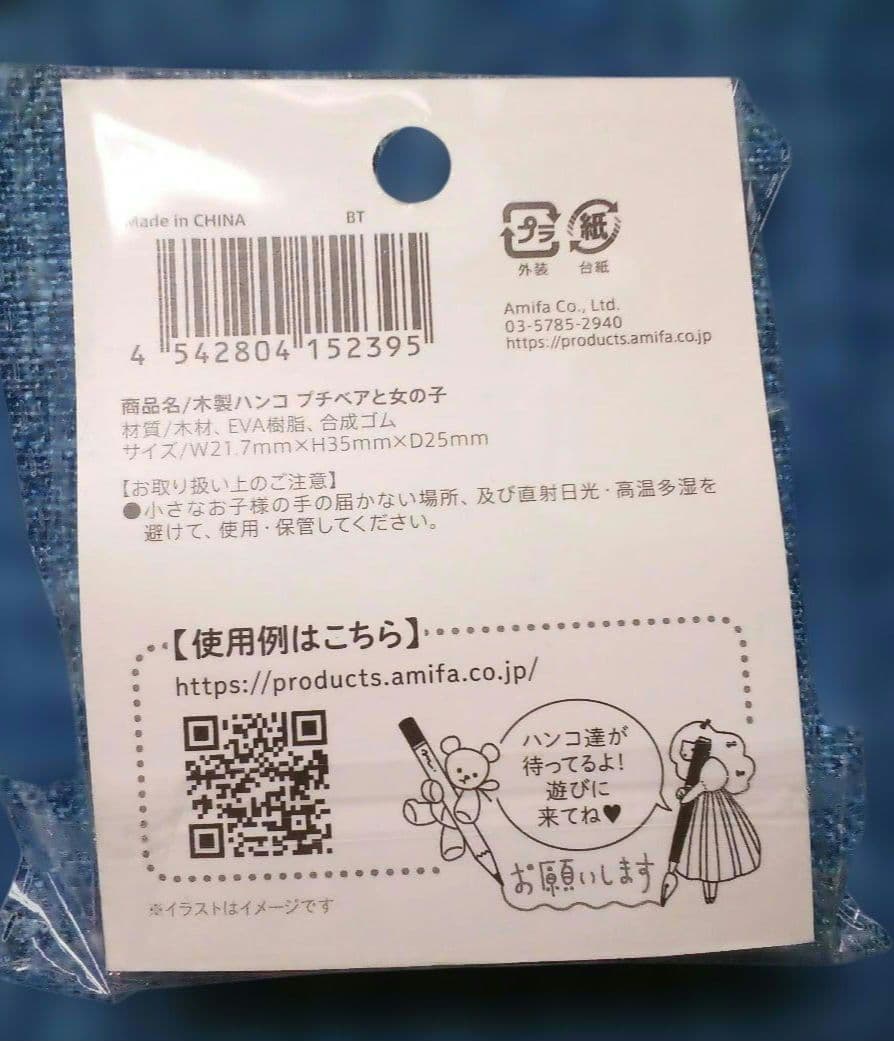 Made in CHINA
BT
4 542804 152395
プラ
外装
紙
台紙
Amifa Co., Ltd.
03-5785-2940
https://products.amifa.co.jp
商品名/木製ハンコ プチベアと女の子
材質/木材、EVA樹脂、合成ゴム
サイズ/W21.7mm×H35mm×D25mm
【お取り扱い上のご注意】
●小さなお子様の手の届かない場所、及び直射日光・高温多湿を
避けて、使用・保管してください。
【使用例はこちら】
https://products.amifa.co.jp/
ハンコ達が
待ってるよ!
遊びに
来てね♥
お願いします
※イラストはイメージです